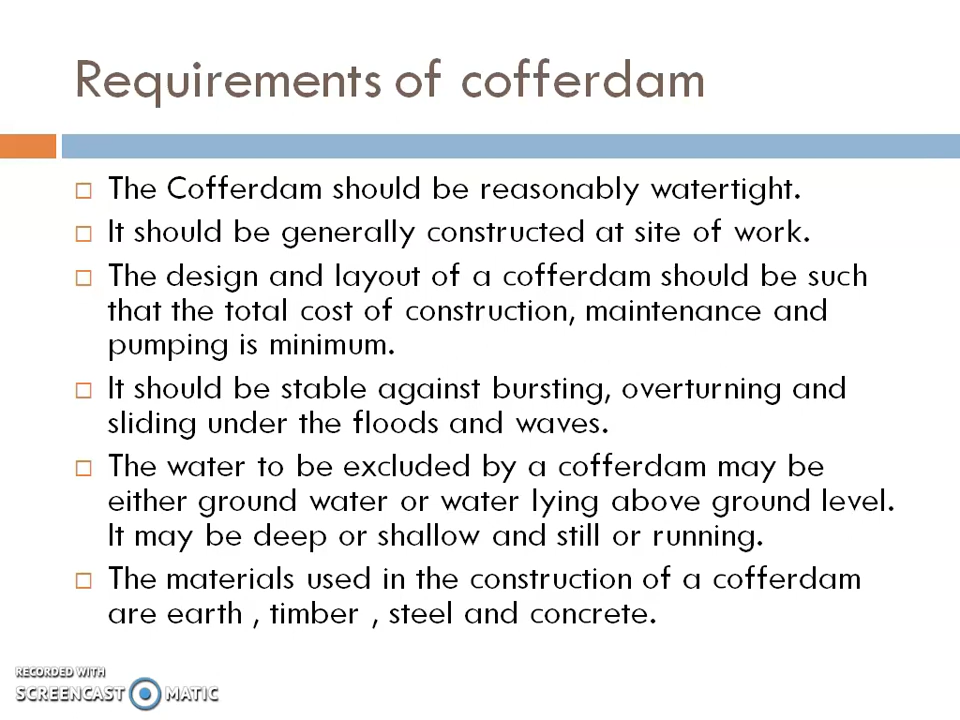 Requirements of cofferdam
The Cofferdam should be reasonably watertight.
It should be generally constructed at site of work.
The design and layout of a cofferdam should be such
that the total cost of construction, maintenance and
pumping is minimum.
It should be stable against bursting, overturning and
sliding under the floods and waves.
The water to be excluded by a cofferdam may be
either ground water or water lying above ground level.
It may be deep or shallow and still or running.
The materials used in the construction of a cofferdam
are earth , timber , steel and concrete.
RECORDED WITH
SCREENCAST MATIC